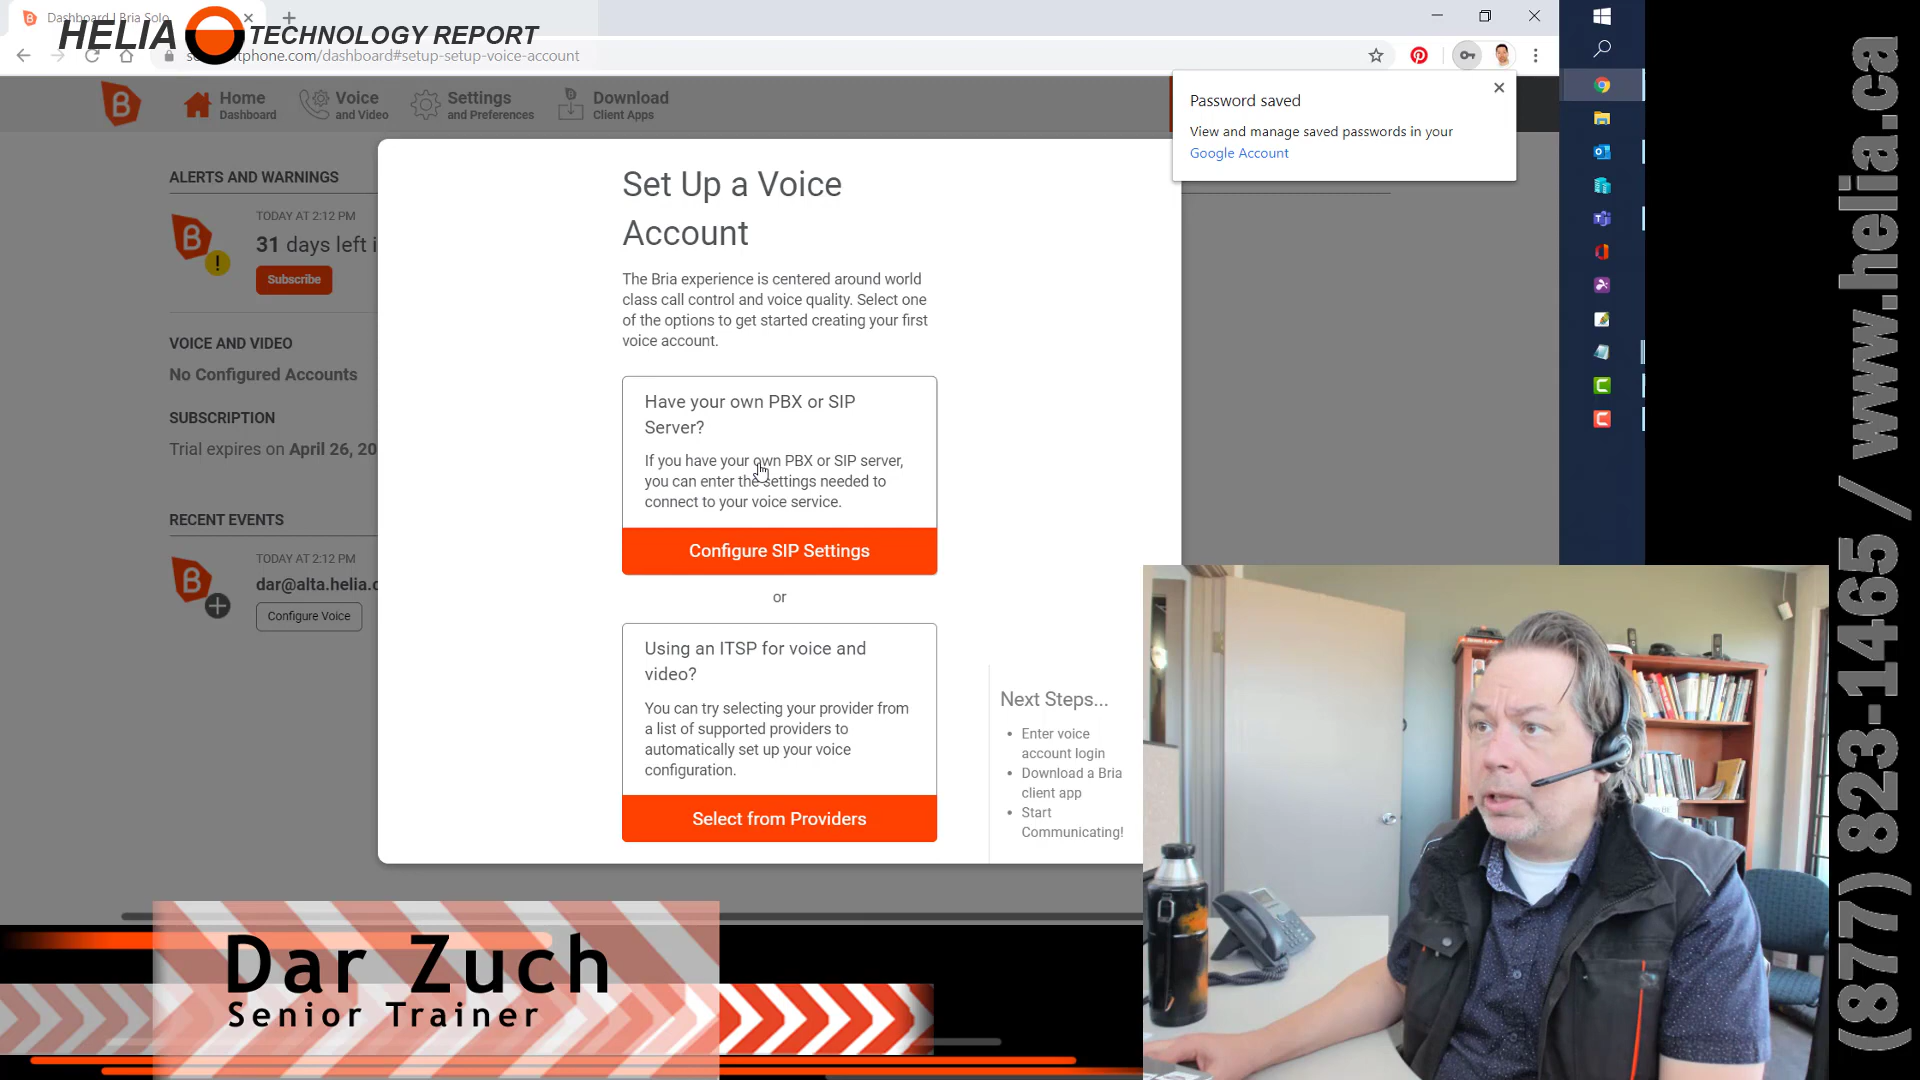 Dashboard | Bria Solo
HELIA TECHNOLOGY REPORT
tphone.com/dashboard#setup-setup-voice-account
Home
Dashboard
Voice
and Video
Settings
and Preferences
Download
Client Apps
Password saved
View and manage saved passwords in your
Google Account
ALERTS AND WARNINGS
TODAY AT 2:12 PM
31 days left i
Subscribe
VOICE AND VIDEO
No Configured Accounts
SUBSCRIPTION
Trial expires on April 26, 20
RECENT EVENTS
TODAY AT 2:12 PM
dar@alta.helia.c
Configure Voice
Set Up a Voice
Account
The Bria experience is centered around world
class call control and voice quality. Select one
of the options to get started creating your first
voice account.
Have your own PBX or SIP
Server?
If you have your own PBX or SIP server,
you can enter the settings needed to
connect to your voice service.
Configure SIP Settings
or
Using an ITSP for voice and
video?
You can try selecting your provider from
a list of supported providers to
automatically set up your voice
configuration.
Select from Providers
Next Steps...
• Enter voice
account login
• Download a Bria
client app
• Start
Communicating!
Dar Zuch
Senior Trainer
(877) 823-1465 / www.helia.ca